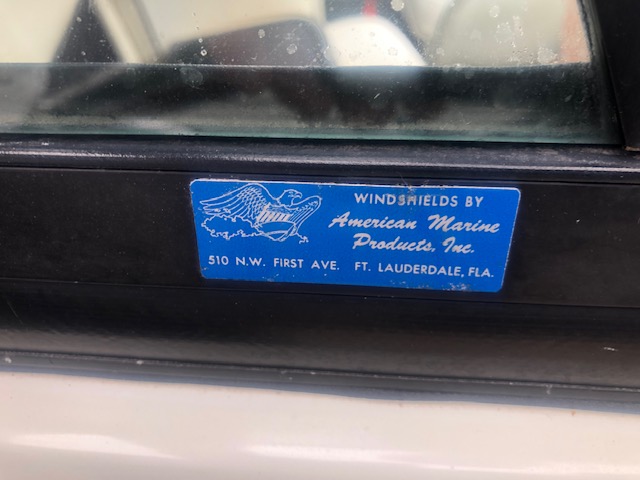 WINDSHIELDS BY
American Marine
Products, Inc.
510 N.W. FIRST AVE. FT. LAUDERDALE, FLA.